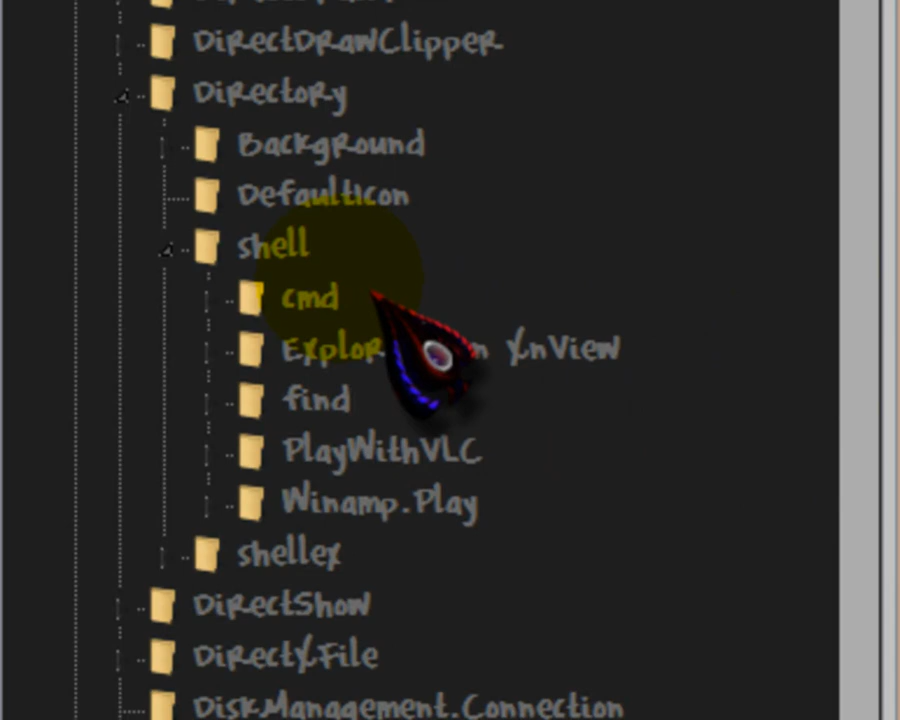 DirectDrawClipper
Directory
Background
DefaultIcon
shell
cmd
XnView
find
PlayWithVLC
Winamp.Play
shellex
DirectShow
DirectXFile
DiskManagement.Connection